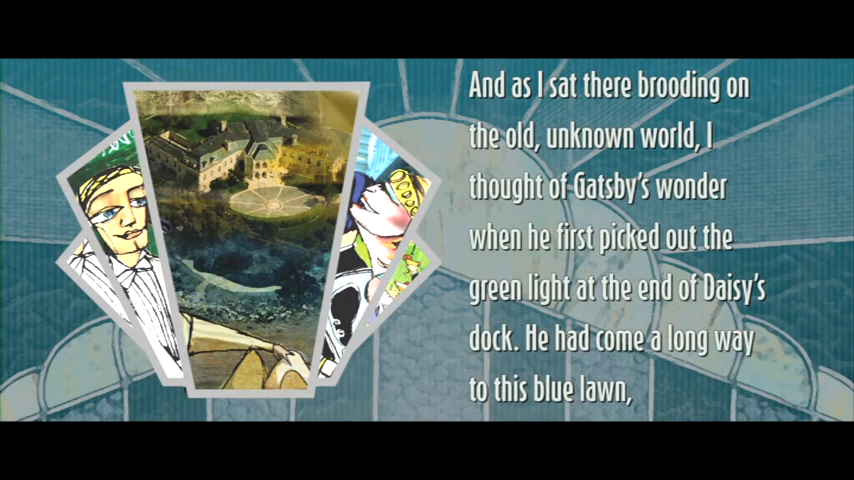 And as I sat there brooding on
the old, unknown world, I
thought of Gatsby's wonder
when he first picked out the
green light at the end of Daisy's
dock. He had come a long way
to this blue lawn,